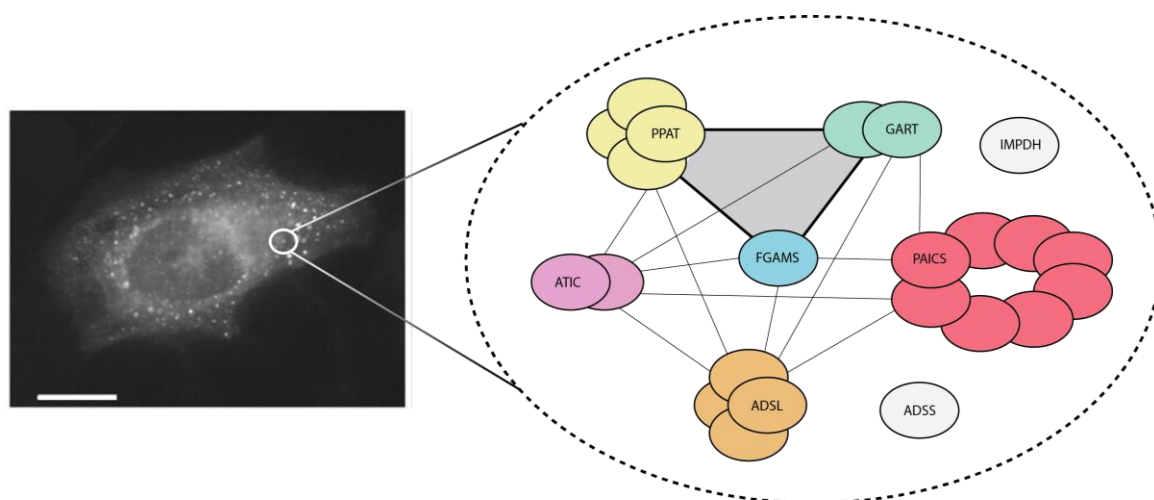 PPAT
GART
IMPDH
FGAMS
PAICS
ATIC
ADSL
ADSS